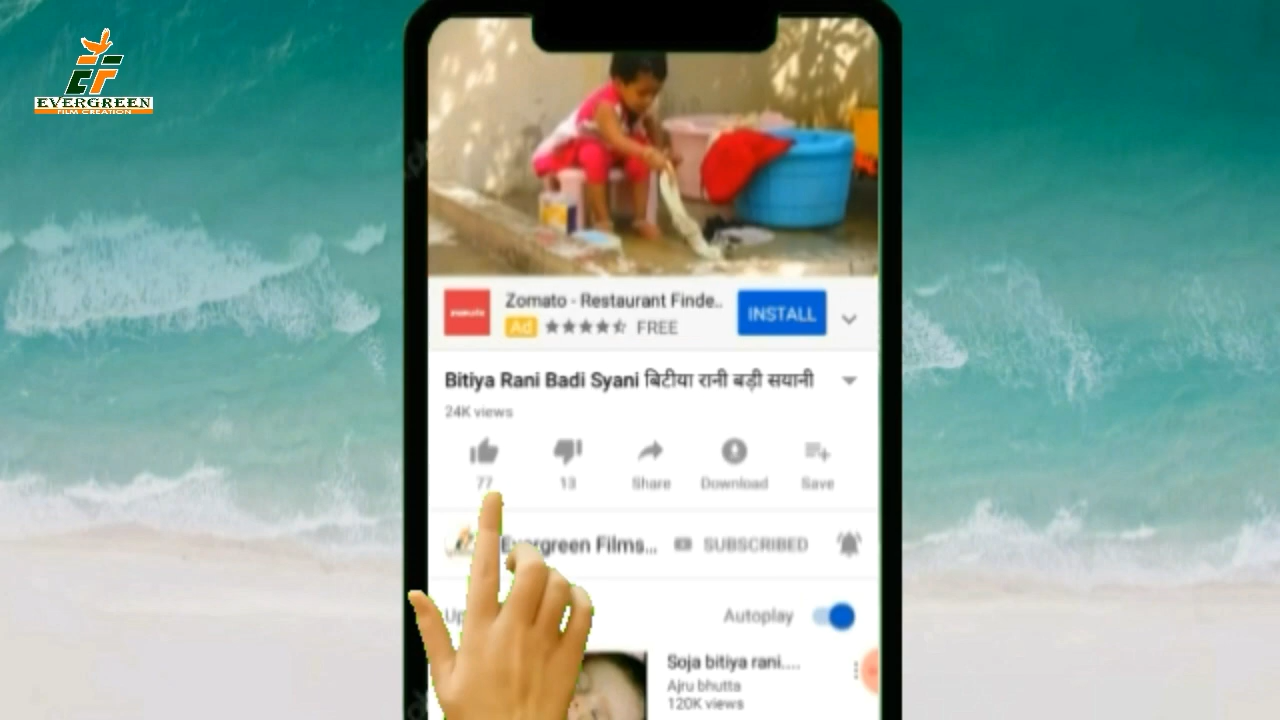 EVERGREEN
FILM CREATION
Zomato - Restaurant Finde..
INSTALL
Ad
FREE
Bitiya Rani Badi Syani बिटीया रानी बड़ी सयानी
24K views
77
13
Share
Download
Save
Evergreen Films...
SUBSCRIBED
Up
Autoplay
Soja bitiya rani....
Ajru bhutta
120K views